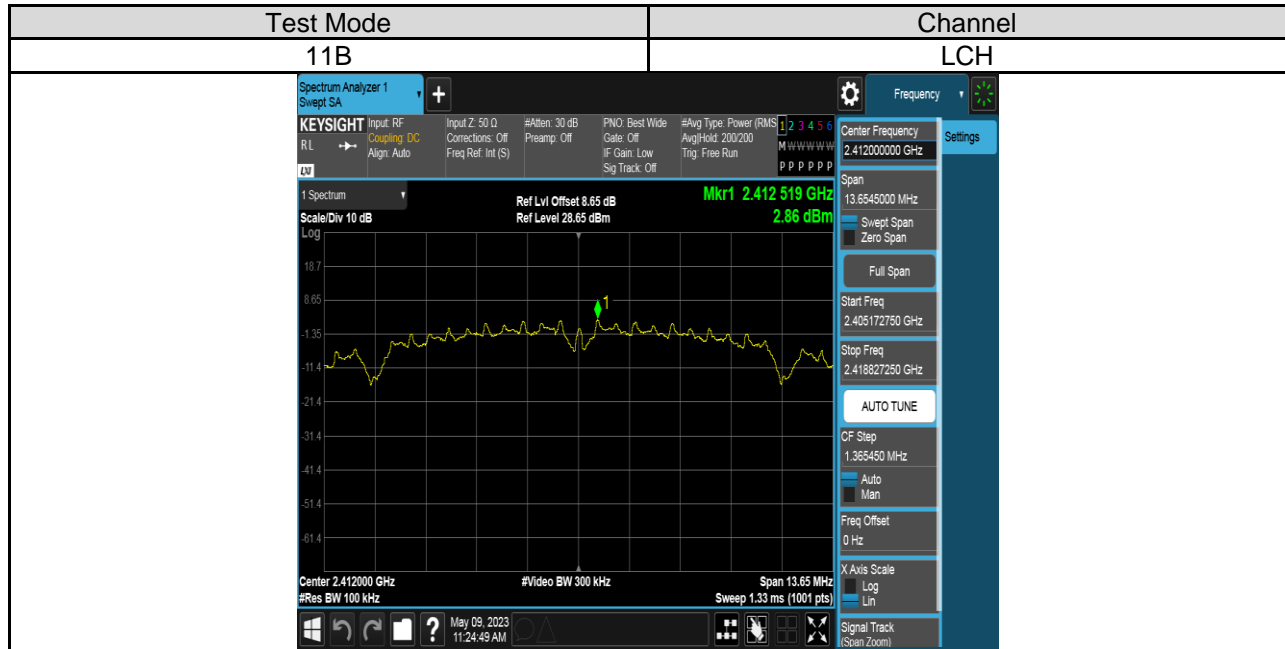 Test Mode Channel
11B LCH
Spectrum Analyzer 1
Swept SA
+
Frequency
KEYSIGHT
RL
LXI
Input: RF
Coupling: DC
Align: Auto
Input Z: 50 Ω
Corrections: Off
Freq Ref: Int (S)
#Atten: 30 dB
Preamp: Off
PNO: Best Wide
Gate: Off
IF Gain: Low
Sig Track: Off
#Avg Type: Power (RMS
Avg|Hold: 200/200
Trig: Free Run
1 2 3 4 5 6
M W W W W W
P P P P P P
1 Spectrum
Scale/Div 10 dB
Log
Ref Lvl Offset 8.65 dB
Ref Level 28.65 dBm
Mkr1 2.412 519 GHz
2.86 dBm
18.7
8.65
-1.35
-11.4
-21.4
-31.4
-41.4
-51.4
-61.4
1
Center 2.412000 GHz
#Res BW 100 kHz
#Video BW 300 kHz
Span 13.65 MHz
Sweep 1.33 ms (1001 pts)
?
May 09, 2023
11:24:49 AM
Center Frequency
2.412000000 GHz
Span
13.6545000 MHz
Swept Span
Zero Span
Full Span
Start Freq
2.405172750 GHz
Stop Freq
2.418827250 GHz
AUTO TUNE
CF Step
1.365450 MHz
Auto
Man
Freq Offset
0 Hz
X Axis Scale
Log
Lin
Signal Track
(Span Zoom)
Settings